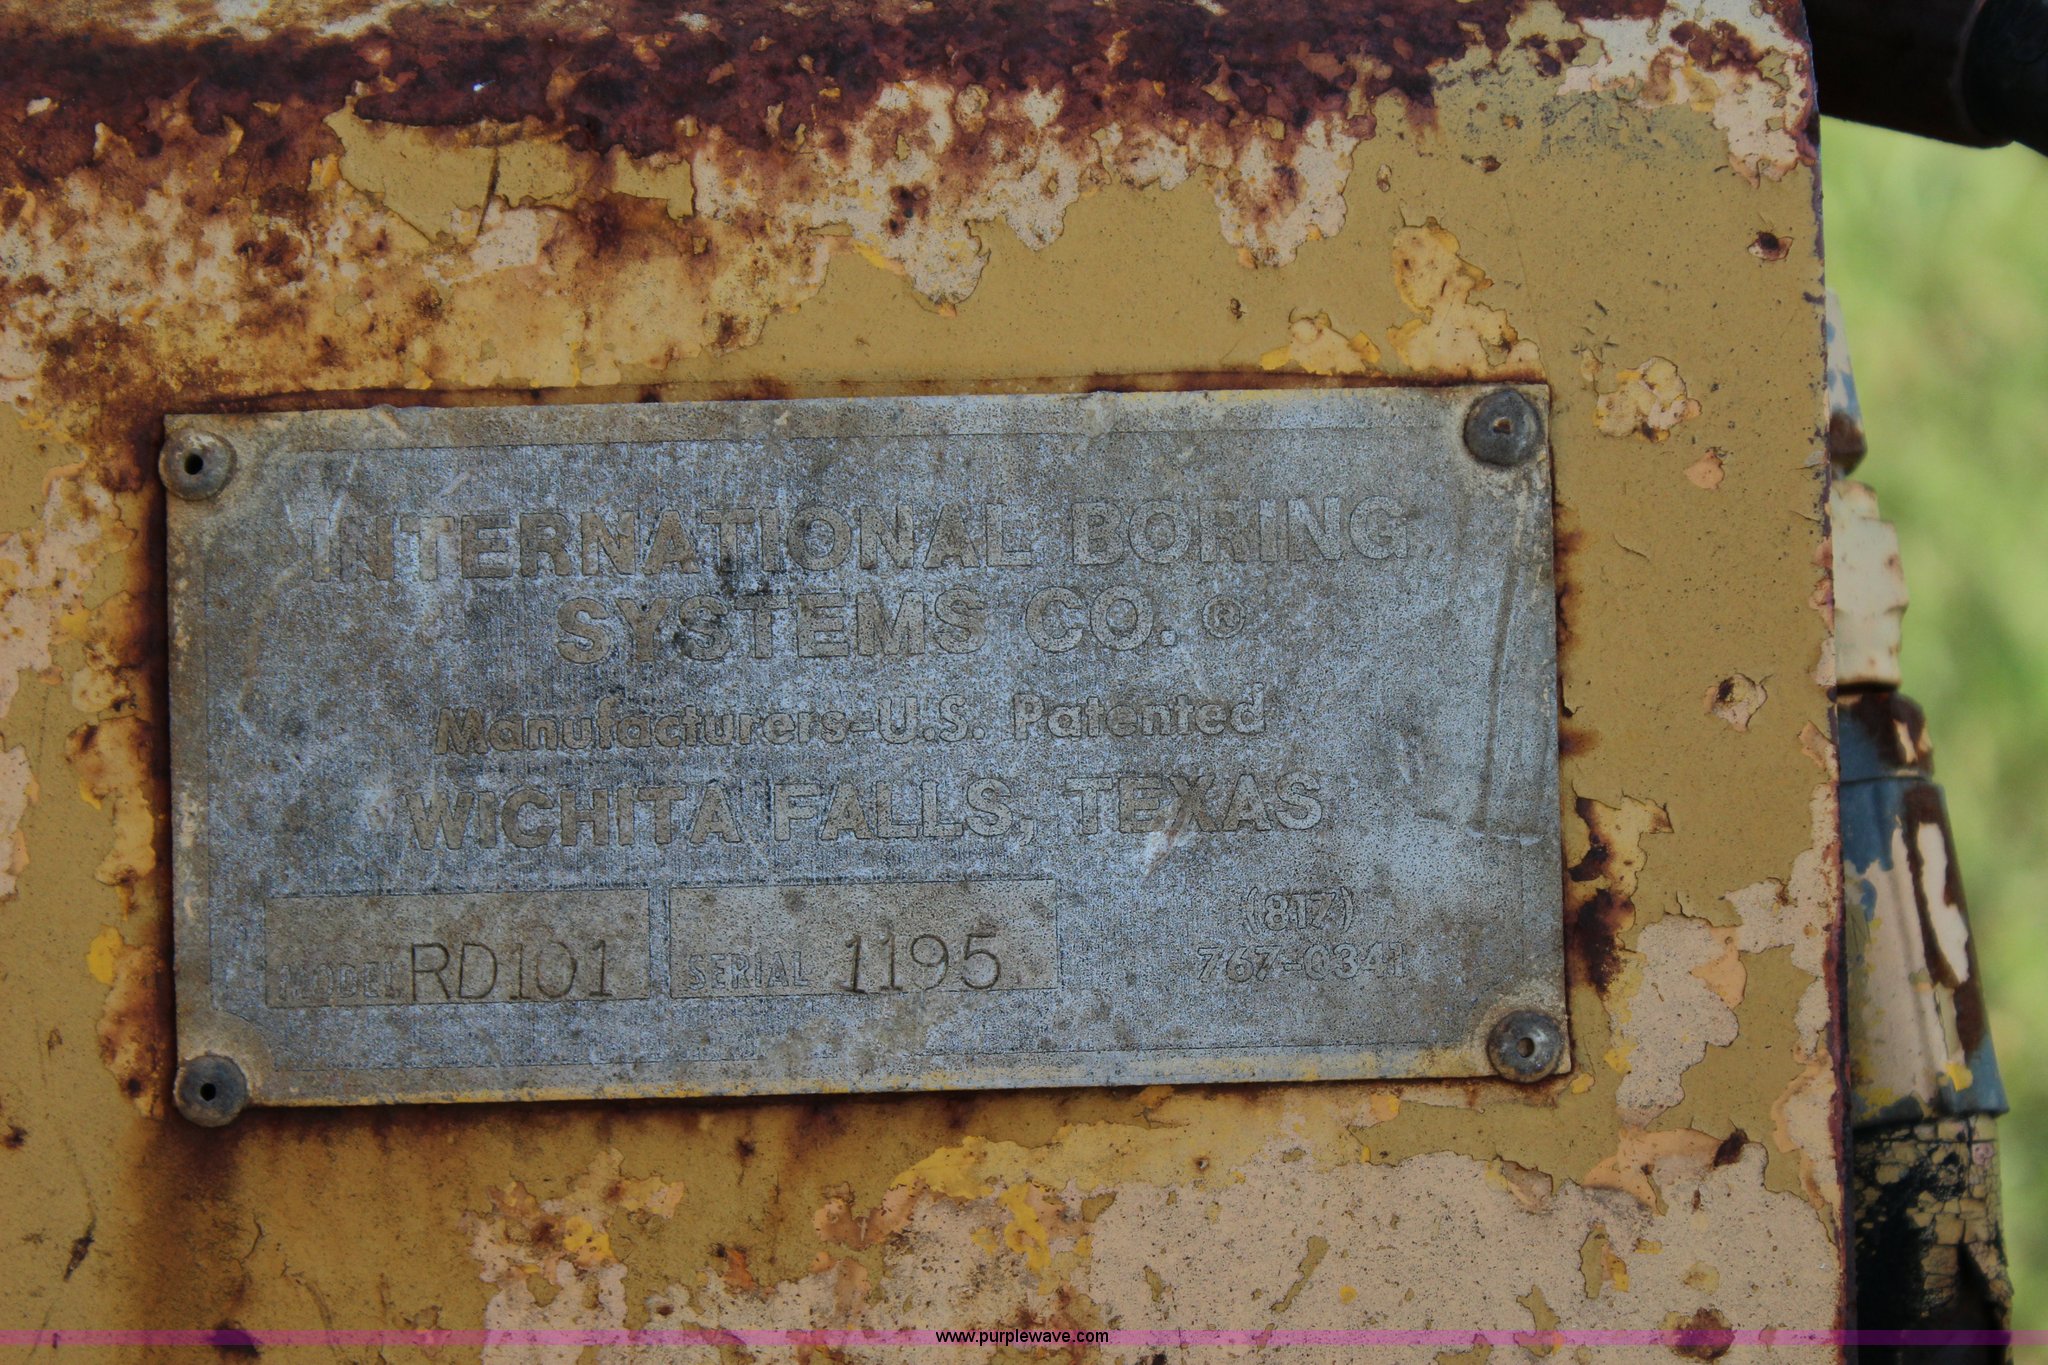 INTERNATIONAL BORING
SYSTEMS CO. ®
Manufacturers-U.S. Patented
WICHITA FALLS, TEXAS
MODEL RD101 SERIAL 1195
(817)
767-0341
www.purplewave.com